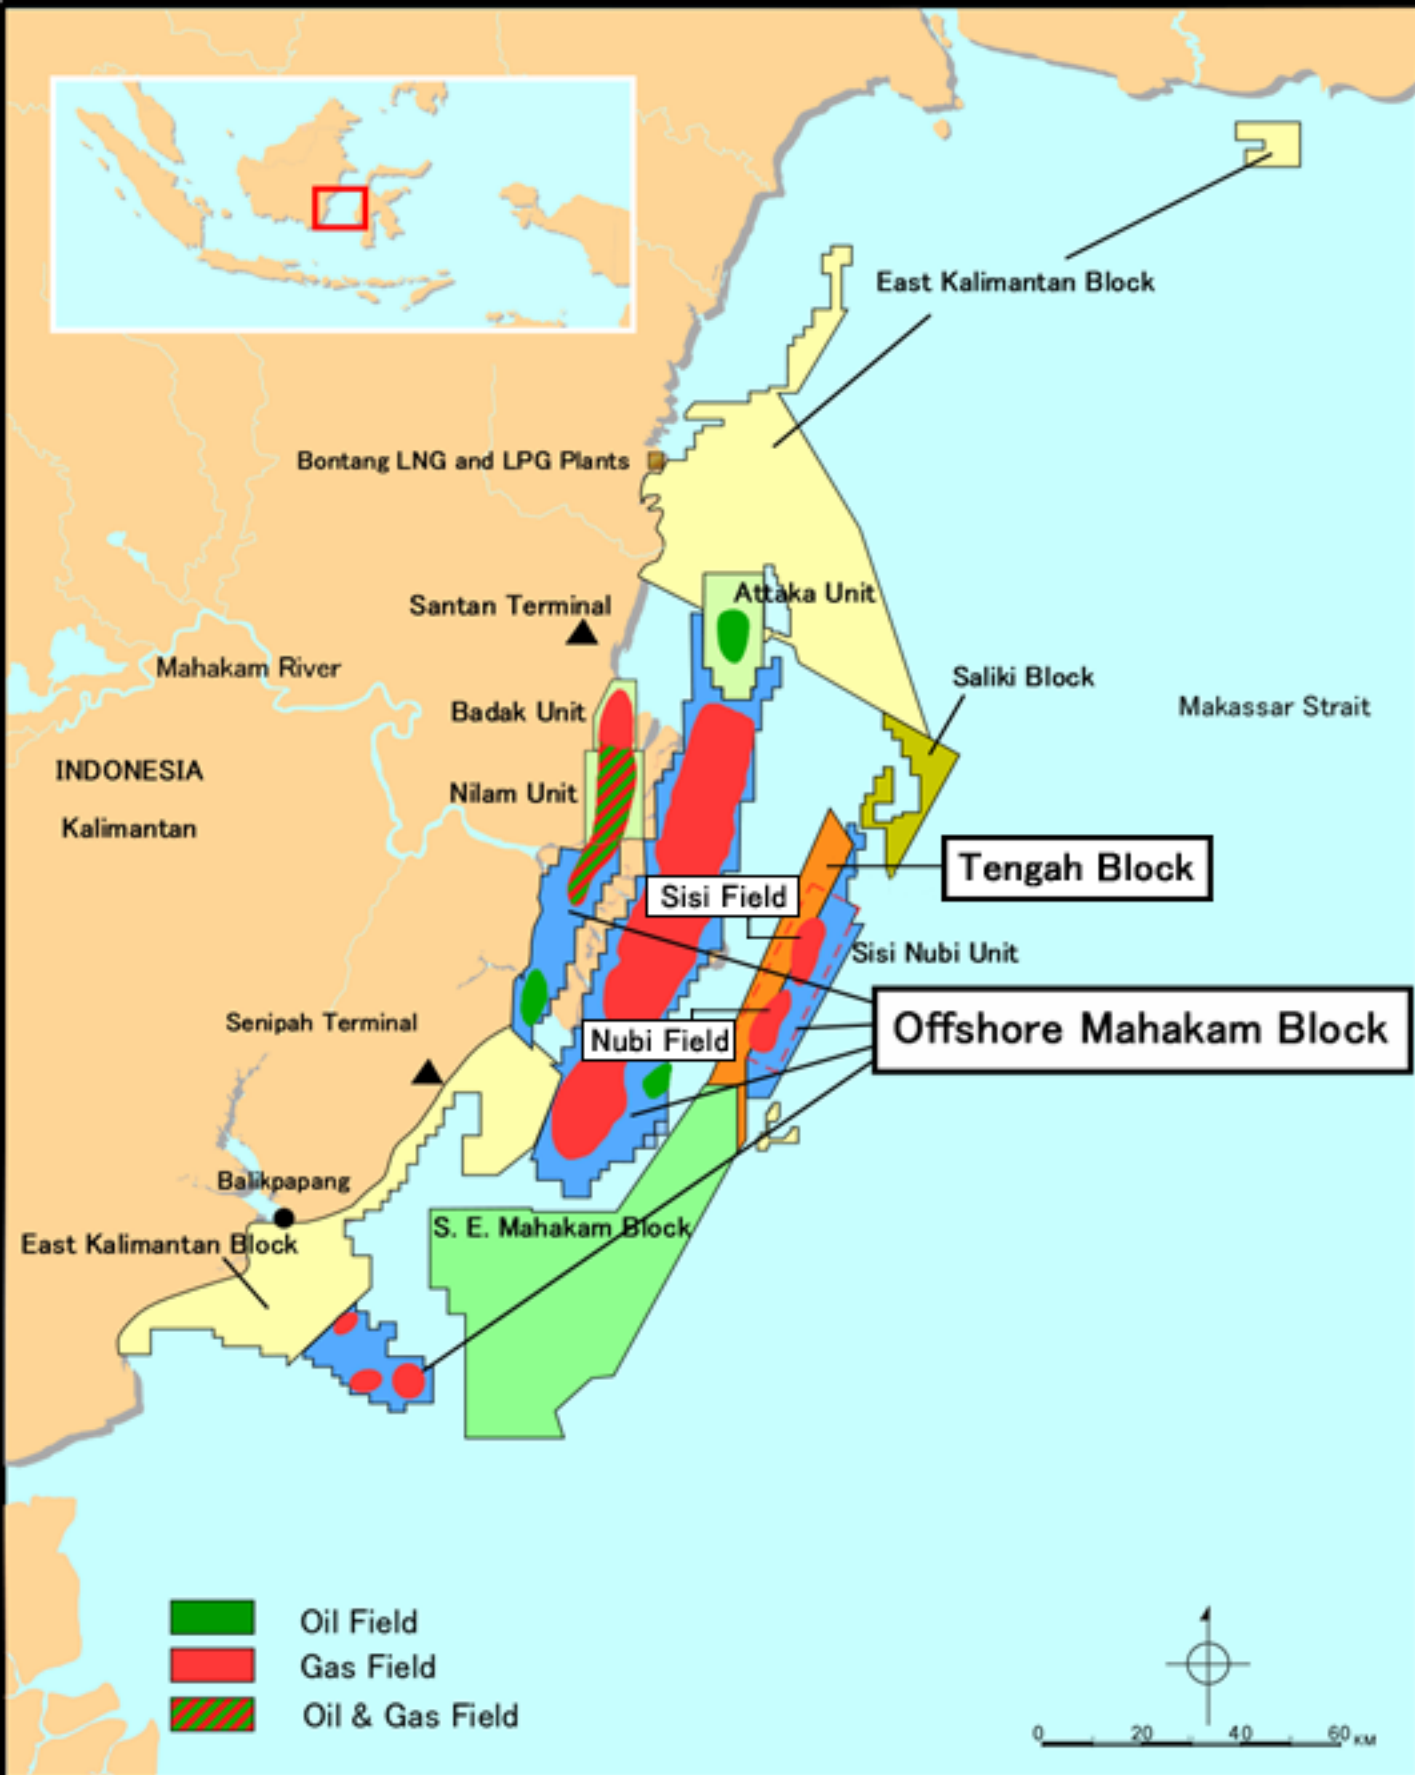 East Kalimantan Block
Bontang LNG and LPG Plants
Attaka Unit
Santan Terminal
Mahakam River
Saliki Block
Makassar Strait
Badak Unit
INDONESIA
Nilam Unit
Kalimantan
Tengah Block
Sisi Field
Sisi Nubi Unit
Senipah Terminal
Offshore Mahakam Block
Nubi Field
Balikpapang
S. E. Mahakam Block
East Kalimantan Block
Oil Field
Gas Field
Oil & Gas Field
0 20 40 60 KM